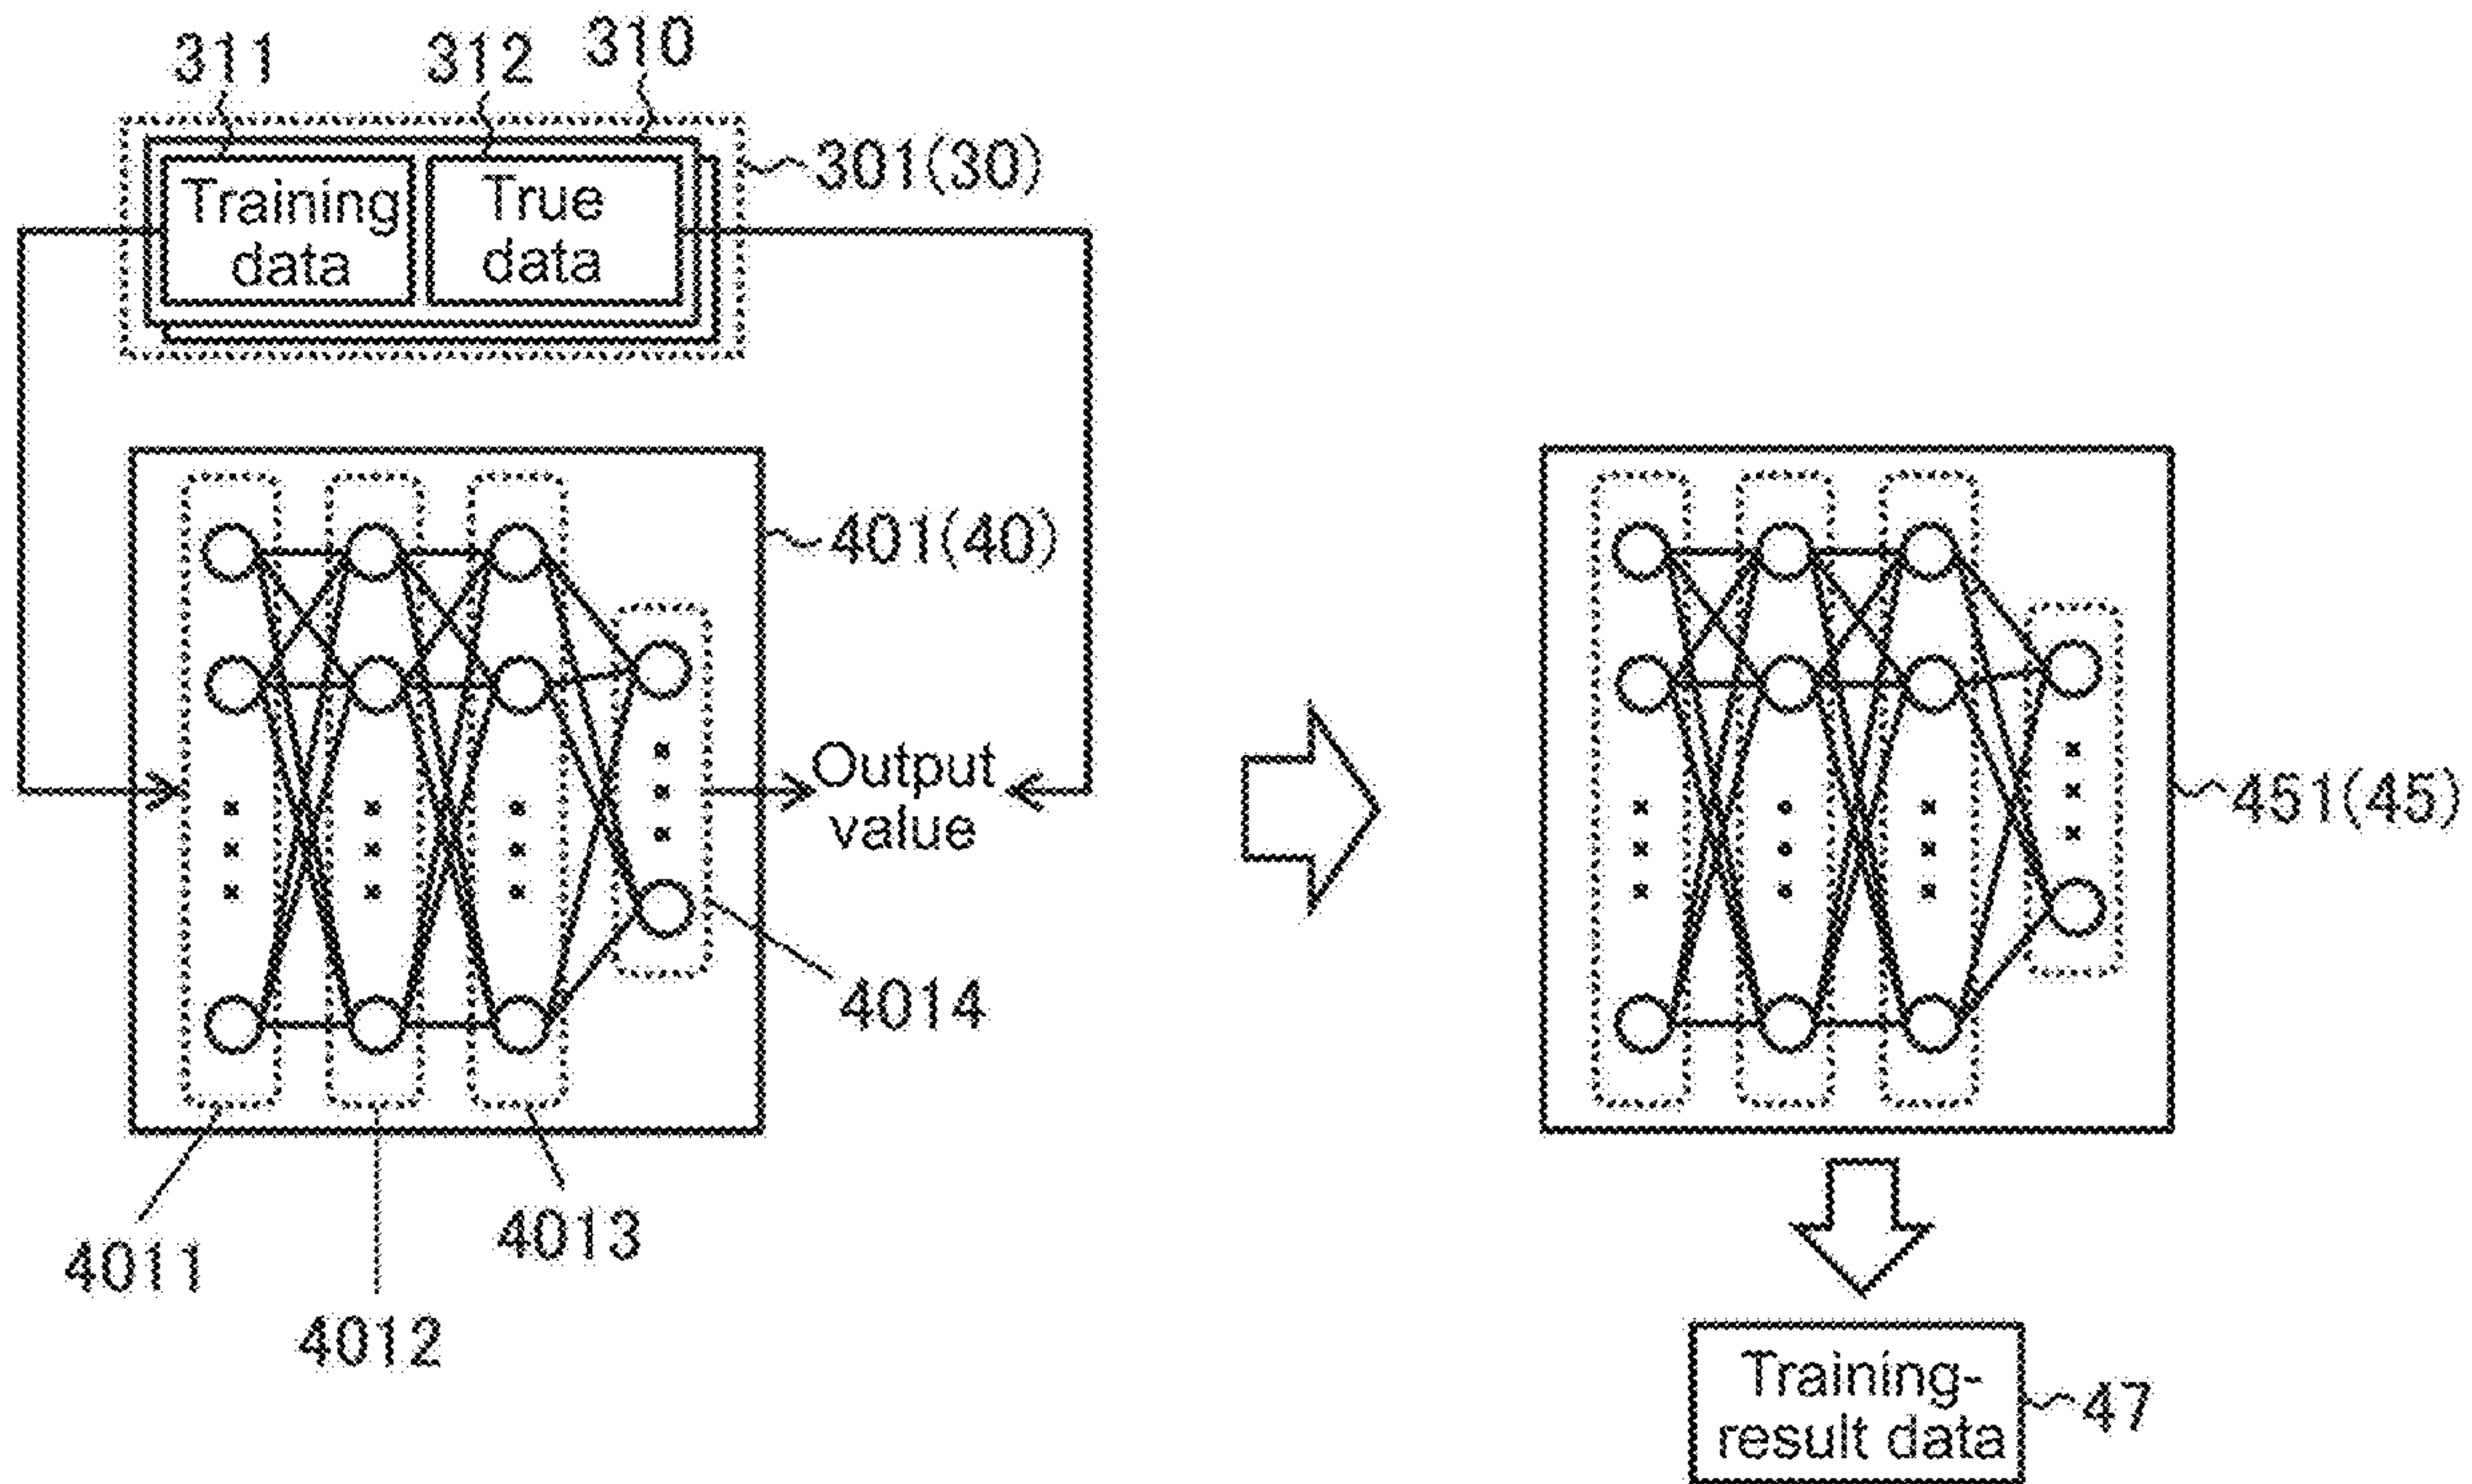 311
312
310
301(30)
Training
data
True
data
401(40)
Output
value
451(45)
4014
4011
4012
4013
Training-
result data
47